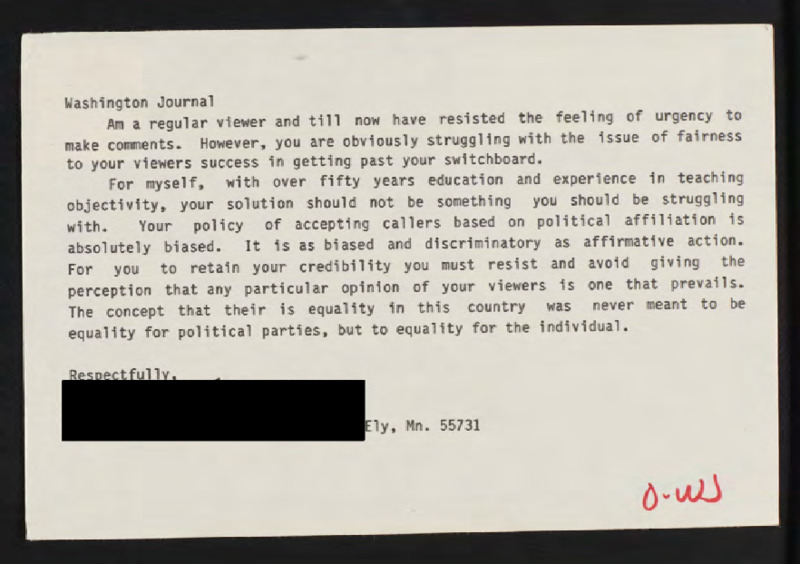 Washington Journal
Am a regular viewer and till now have resisted the feeling of urgency to
make comments. However, you are obviously struggling with the issue of fairness
to your viewers success in getting past your switchboard.
For myself, with over fifty years education and experience in teaching
objectivity, your solution should not be something you should be struggling
with. Your policy of accepting callers based on political affiliation is
absolutely biased. It is as biased and discriminatory as affirmative action.
For you to retain your credibility you must resist and avoid giving the
perception that any particular opinion of your viewers is one that prevails.
The concept that their is equality in this country was never meant to be
equality for political parties, but to equality for the individual.
Respectfully,
Ely, Mn. 55731
O-WJ